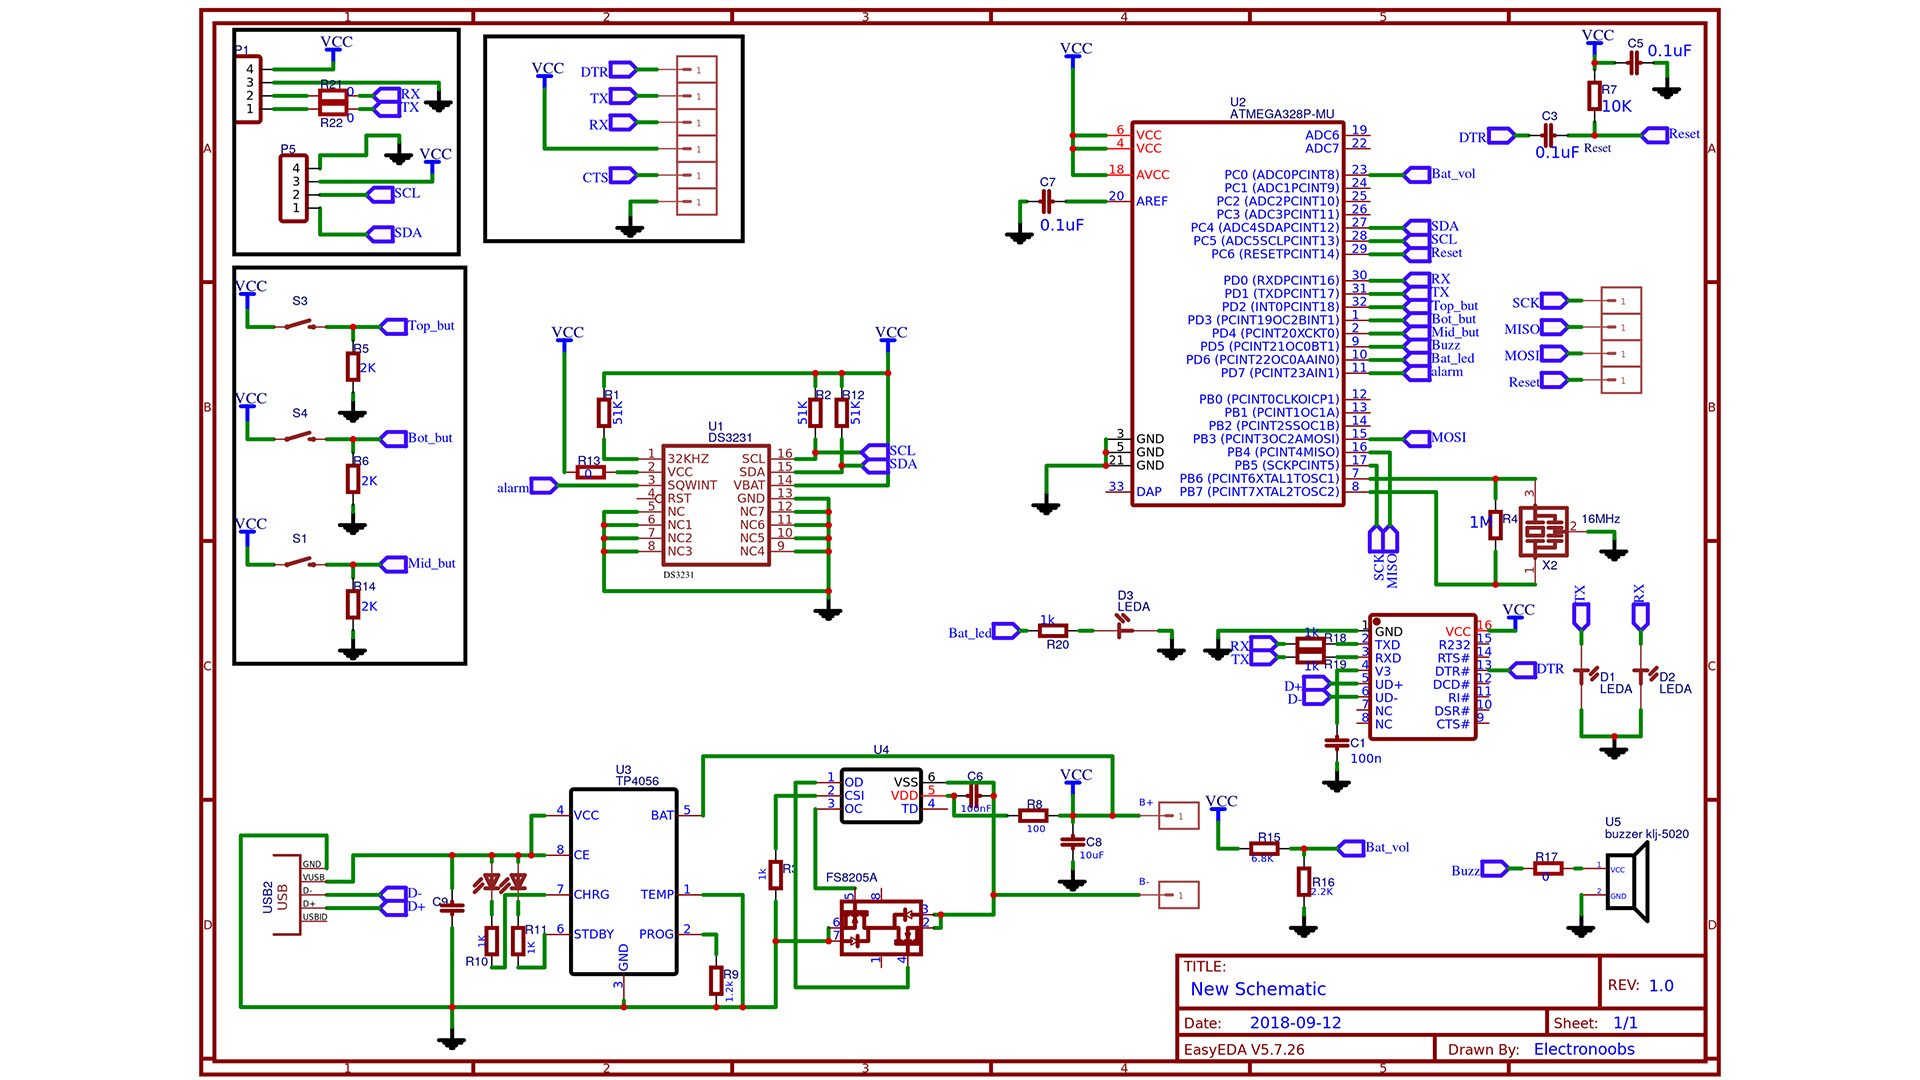 1 2 3 4 5
A
B
C
D
P1
VCC
4
3
2
1
R21
0
RX
TX
R22
0
P5
4
3
2
1
VCC
SCL
SDA
VCC
DTR
TX
RX
CTS
1
1
1
1
1
1
VCC
S3
Top_but
R5
2K
VCC
S4
Bot_but
R6
2K
VCC
S1
Mid_but
R14
2K
VCC
VCC
R1
51K
R2
51K
R12
51K
U1
DS3231
R13
0
alarm
1 32KHZ
2 VCC
3 SQWINT
4 RST
5 NC
6 NC1
7 NC2
8 NC3
SCL 16
SDA 15
VBAT 14
GND 13
NC7 12
NC6 11
NC5 10
NC4 9
SCL
SDA
DS3231
VCC
C7
0.1uF
U2
ATMEGA328P-MU
6 VCC
4 VCC
18 AVCC
20 AREF
3 GND
5 GND
21 GND
33 DAP
ADC6 19
ADC7 22
PC0 (ADC0PCINT8) 23 Bat_vol
PC1 (ADC1PCINT9) 24
PC2 (ADC2PCINT10) 25
PC3 (ADC3PCINT11) 26
PC4 (ADC4SDAPCINT12) 27 SDA
PC5 (ADC5SCLPCINT13) 28 SCL
PC6 (RESETPCINT14) 29 Reset
PD0 (RXDPCINT16) 30 RX
PD1 (TXDPCINT17) 31 TX
PD2 (INT0PCINT18) 32 Top_but
PD3 (PCINT19OC2BINT1) 1 Bot_but
PD4 (PCINT20XCKT0) 2 Mid_but
PD5 (PCINT21OC0BT1) 9 Buzz
PD6 (PCINT22OC0AAIN0) 10 Bat_led
PD7 (PCINT23AIN1) 11 alarm
PB0 (PCINT0CLKOICP1) 12
PB1 (PCINT1OC1A) 13
PB2 (PCINT2SSOC1B) 14
PB3 (PCINT3OC2AMOSI) 15 MOSI
PB4 (PCINT4MISO) 16
PB5 (SCKPCINT5) 17
PB6 (PCINT6XTAL1TOSC1) 7
PB7 (PCINT7XTAL2TOSC2) 8
SCK
MISO
VCC
C5
0.1uF
R7
10K
DTR
C3
0.1uF
Reset
Reset
SCK 1
MISO 1
MOSI 1
Reset 1
1M
R4
3
2
1
16MHz
X2
Bat_led
1k
R20
D3
LEDA
RX
TX
1k
R18
1k
R19
D+
D-
1 GND
2 TXD
3 RXD
4 V3
5 UD+
6 UD-
7 NC
8 NC
VCC 16
R232 15
RTS# 14
DTR# 13
DCD# 12
RI# 11
DSR# 10
CTS# 9
VCC
DTR
C1
100n
TX
RX
D1
LEDA
D2
LEDA
USB2
USB
GND
VUSB
D-
D+
USBID
D-
D+
C9
1K
R10
R11
1K
U3
TP4056
4 VCC
8 CE
7 CHRG
6 STDBY
BAT 5
TEMP 1
PROG 2
GND
3
R9
1.2k
U4
1 OD
2 CSI
3 OC
VSS 6
VDD 5
TD 4
C6
100nF
1k
FS8205A
5
8
6
7
3
2
1
4
R8
100
VCC
C8
10uF
B+
1
B-
1
VCC
R15
6.8K
Bat_vol
R16
2.2K
Buzz
R17
0
U5
buzzer klj-5020
1 VCC
2 GND
TITLE:
New Schematic
REV: 1.0
Date: 2018-09-12
Sheet: 1/1
EasyEDA V5.7.26
Drawn By: Electronoobs
A
B
C
D
1 2 3 4 5